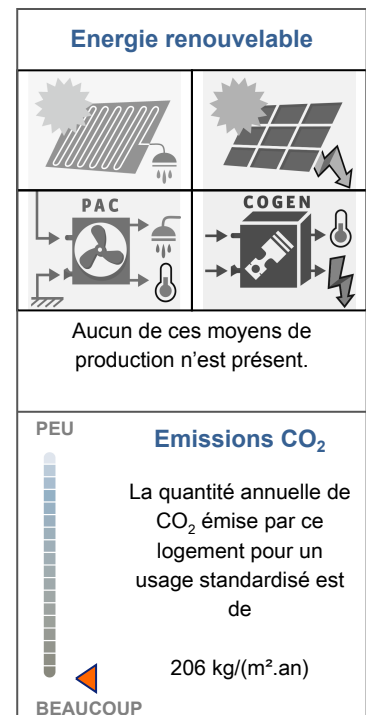 Energie renouvelable
PAC
COGEN
Aucun de ces moyens de
production n'est présent.
PEU
Emissions CO₂
La quantité annuelle de
CO₂ émise par ce
logement pour un
usage standardisé est
de
206 kg/(m².an)
BEAUCOUP